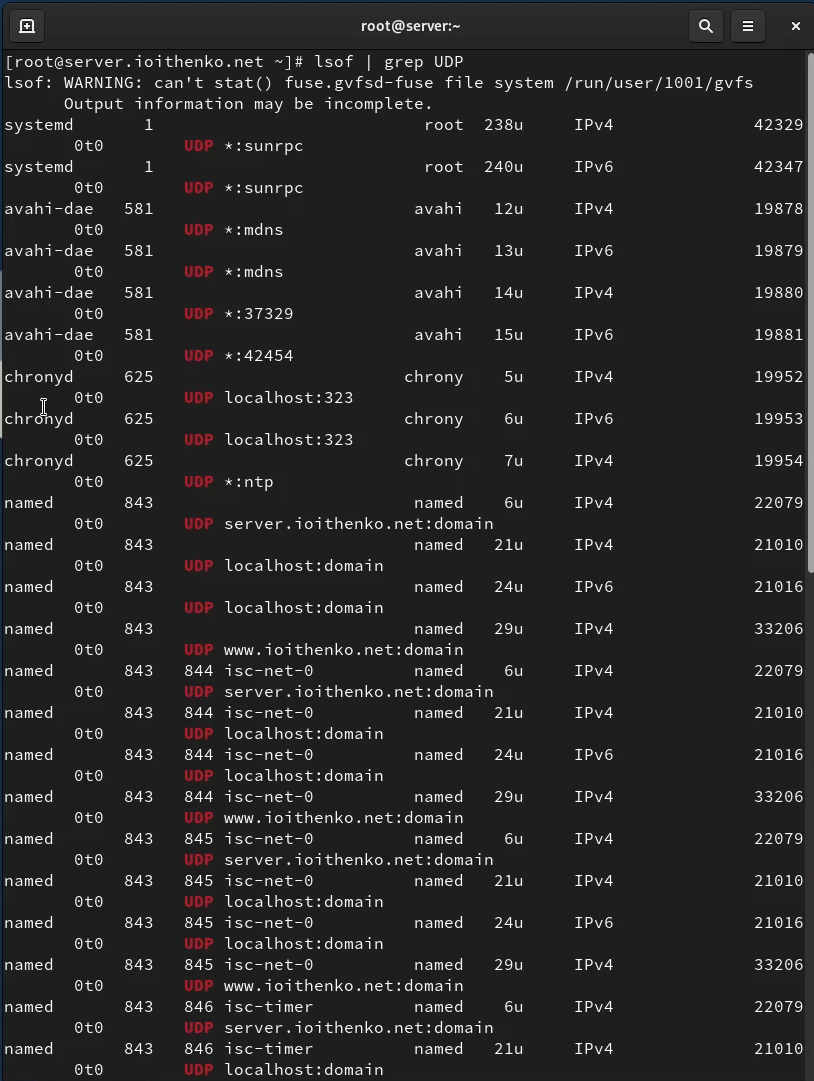 root@server:~
[root@server.ioithenko.net ~]# lsof | grep UDP
lsof: WARNING: can't stat() fuse.gvfsd-fuse file system /run/user/1001/gvfs
      Output information may be incomplete.
systemd       1                           root  238u     IPv4              42329
       0t0        UDP *:sunrpc
systemd       1                           root  240u     IPv6              42347
       0t0        UDP *:sunrpc
avahi-dae   581                          avahi   12u     IPv4              19878
       0t0        UDP *:mdns
avahi-dae   581                          avahi   13u     IPv6              19879
       0t0        UDP *:mdns
avahi-dae   581                          avahi   14u     IPv4              19880
       0t0        UDP *:37329
avahi-dae   581                          avahi   15u     IPv6              19881
       0t0        UDP *:42454
chronyd     625                         chrony    5u     IPv4              19952
       0t0        UDP localhost:323
chronyd     625                         chrony    6u     IPv6              19953
       0t0        UDP localhost:323
chronyd     625                         chrony    7u     IPv4              19954
       0t0        UDP *:ntp
named       843                          named    6u     IPv4              22079
       0t0        UDP server.ioithenko.net:domain
named       843                          named   21u     IPv4              21010
       0t0        UDP localhost:domain
named       843                          named   24u     IPv6              21016
       0t0        UDP localhost:domain
named       843                          named   29u     IPv4              33206
       0t0        UDP www.ioithenko.net:domain
named       843   844 isc-net-0          named    6u     IPv4              22079
       0t0        UDP server.ioithenko.net:domain
named       843   844 isc-net-0          named   21u     IPv4              21010
       0t0        UDP localhost:domain
named       843   844 isc-net-0          named   24u     IPv6              21016
       0t0        UDP localhost:domain
named       843   844 isc-net-0          named   29u     IPv4              33206
       0t0        UDP www.ioithenko.net:domain
named       843   845 isc-net-0          named    6u     IPv4              22079
       0t0        UDP server.ioithenko.net:domain
named       843   845 isc-net-0          named   21u     IPv4              21010
       0t0        UDP localhost:domain
named       843   845 isc-net-0          named   24u     IPv6              21016
       0t0        UDP localhost:domain
named       843   845 isc-net-0          named   29u     IPv4              33206
       0t0        UDP www.ioithenko.net:domain
named       843   846 isc-timer          named    6u     IPv4              22079
       0t0        UDP server.ioithenko.net:domain
named       843   846 isc-timer          named   21u     IPv4              21010
       0t0        UDP localhost:domain